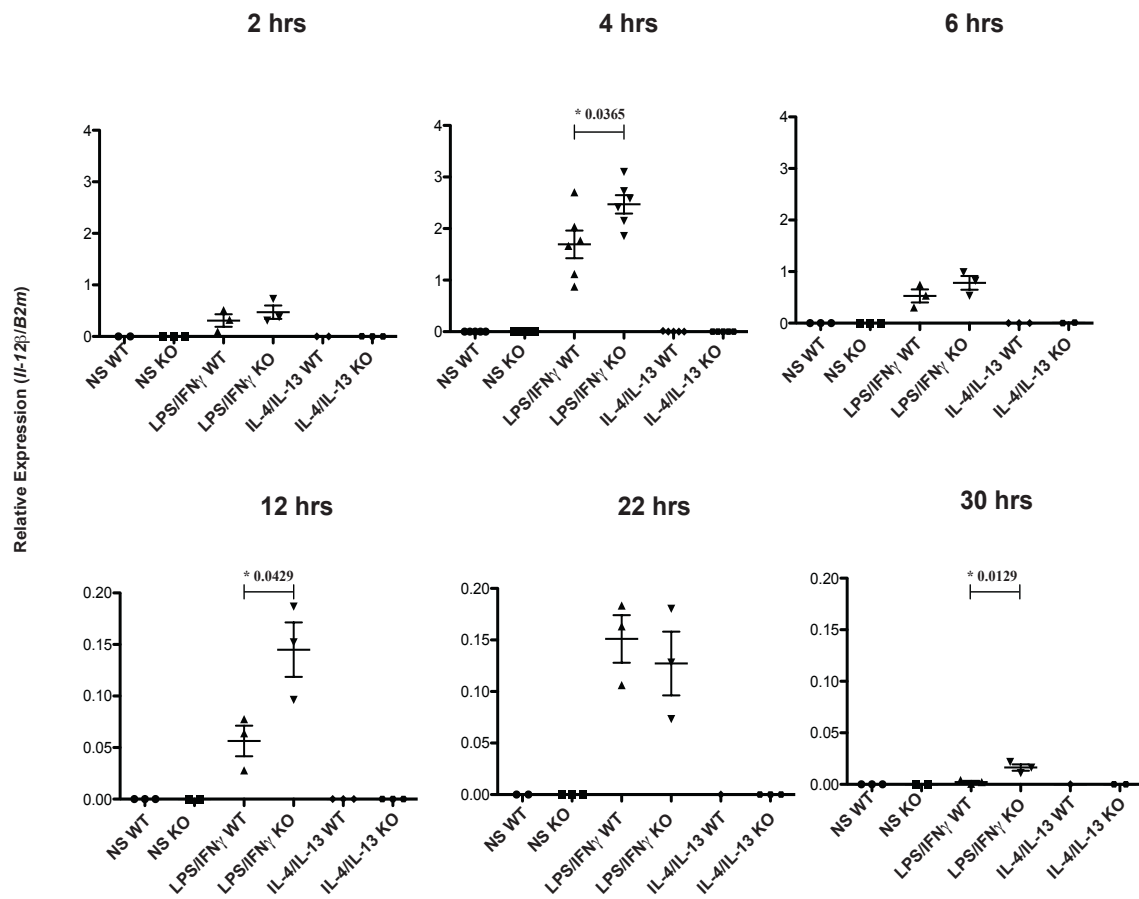 2 hrs
4 hrs
6 hrs
Relative Expression (Il-12β/B2m)
4
3
2
1
0
NS WT
NS KO
LPS/IFNγ WT
LPS/IFNγ KO
IL-4/IL-13 WT
IL-4/IL-13 KO
* 0.0365
4
3
2
1
0
NS WT
NS KO
LPS/IFNγ WT
LPS/IFNγ KO
IL-4/IL-13 WT
IL-4/IL-13 KO
4
3
2
1
0
NS WT
NS KO
LPS/IFNγ WT
LPS/IFNγ KO
IL-4/IL-13 WT
IL-4/IL-13 KO
12 hrs
22 hrs
30 hrs
* 0.0429
0.20
0.15
0.10
0.05
0.00
NS WT
NS KO
LPS/IFNγ WT
LPS/IFNγ KO
IL-4/IL-13 WT
IL-4/IL-13 KO
0.20
0.15
0.10
0.05
0.00
NS WT
NS KO
LPS/IFNγ WT
LPS/IFNγ KO
IL-4/IL-13 WT
IL-4/IL-13 KO
* 0.0129
0.20
0.15
0.10
0.05
0.00
NS WT
NS KO
LPS/IFNγ WT
LPS/IFNγ KO
IL-4/IL-13 WT
IL-4/IL-13 KO